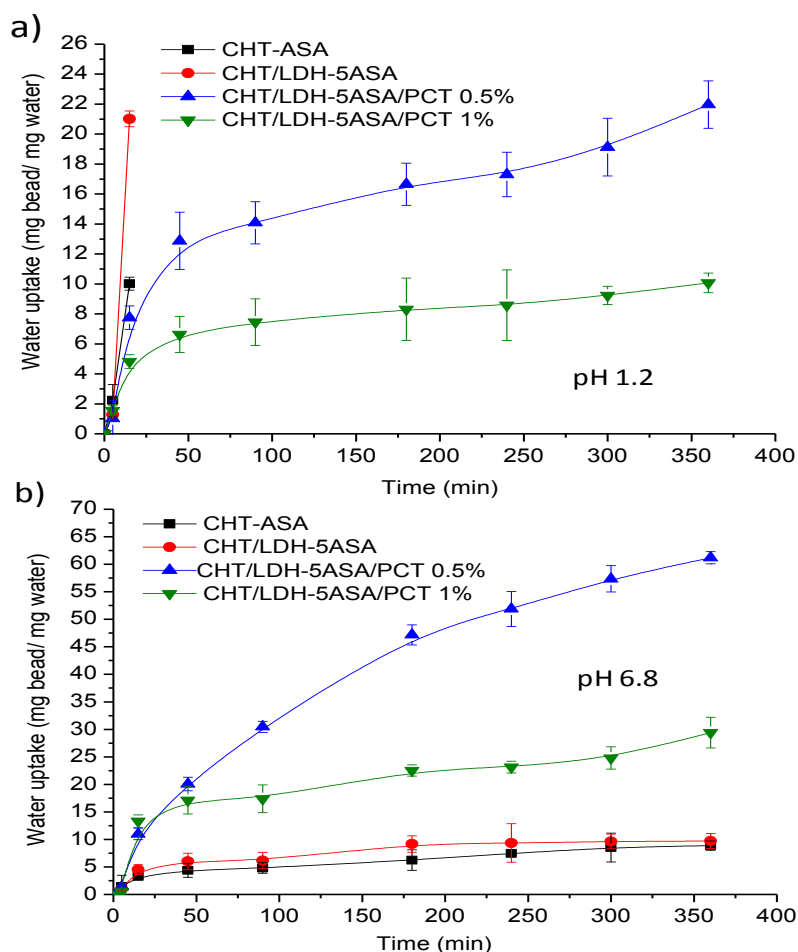 a)
26
24
22
20
18
16
14
12
10
8
6
4
2
0
Water uptake (mg bead/ mg water)
CHT-ASA
CHT/LDH-5ASA
CHT/LDH-5ASA/PCT 0.5%
CHT/LDH-5ASA/PCT 1%
pH 1.2
0 50 100 150 200 250 300 350 400
Time (min)
b)
70
65
60
55
50
45
40
35
30
25
20
15
10
5
0
Water uptake (mg bead/ mg water)
CHT-ASA
CHT/LDH-5ASA
CHT/LDH-5ASA/PCT 0.5%
CHT/LDH-5ASA/PCT 1%
pH 6.8
0 50 100 150 200 250 300 350 400
Time (min)